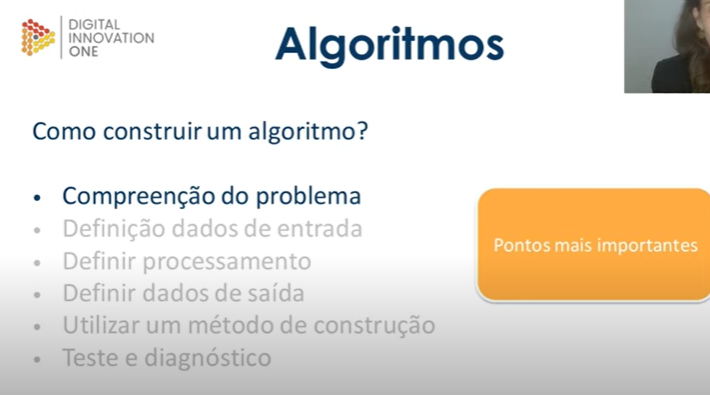 DIGITAL
INNOVATION
ONE
Algoritmos
Como construir um algoritmo?
• Compreenção do problema
• Definição dados de entrada
• Definir processamento
• Definir dados de saída
• Utilizar um método de construção
• Teste e diagnóstico
Pontos mais importantes